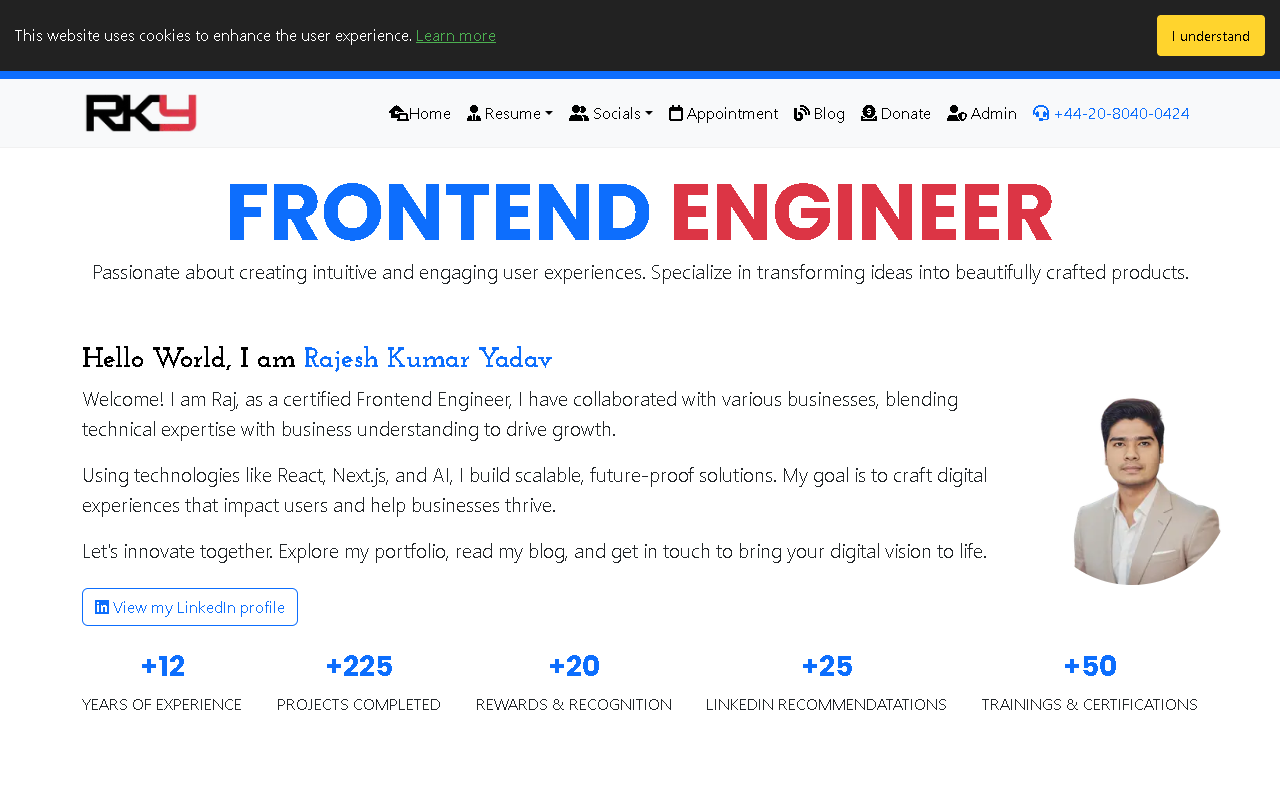 This website uses cookies to enhance the user experience. Learn more
I understand
RKY
Home Resume Socials Appointment Blog Donate Admin +44-20-8040-0424
FRONTEND ENGINEER
Passionate about creating intuitive and engaging user experiences. Specialize in transforming ideas into beautifully crafted products.
Hello World, I am Rajesh Kumar Yadav
Welcome! I am Raj, as a certified Frontend Engineer, I have collaborated with various businesses, blending
technical expertise with business understanding to drive growth.
Using technologies like React, Next.js, and AI, I build scalable, future-proof solutions. My goal is to craft digital
experiences that impact users and help businesses thrive.
Let's innovate together. Explore my portfolio, read my blog, and get in touch to bring your digital vision to life.
View my LinkedIn profile
+12 +225 +20 +25 +50
YEARS OF EXPERIENCE PROJECTS COMPLETED REWARDS & RECOGNITION LINKEDIN RECOMMENDATATIONS TRAININGS & CERTIFICATIONS